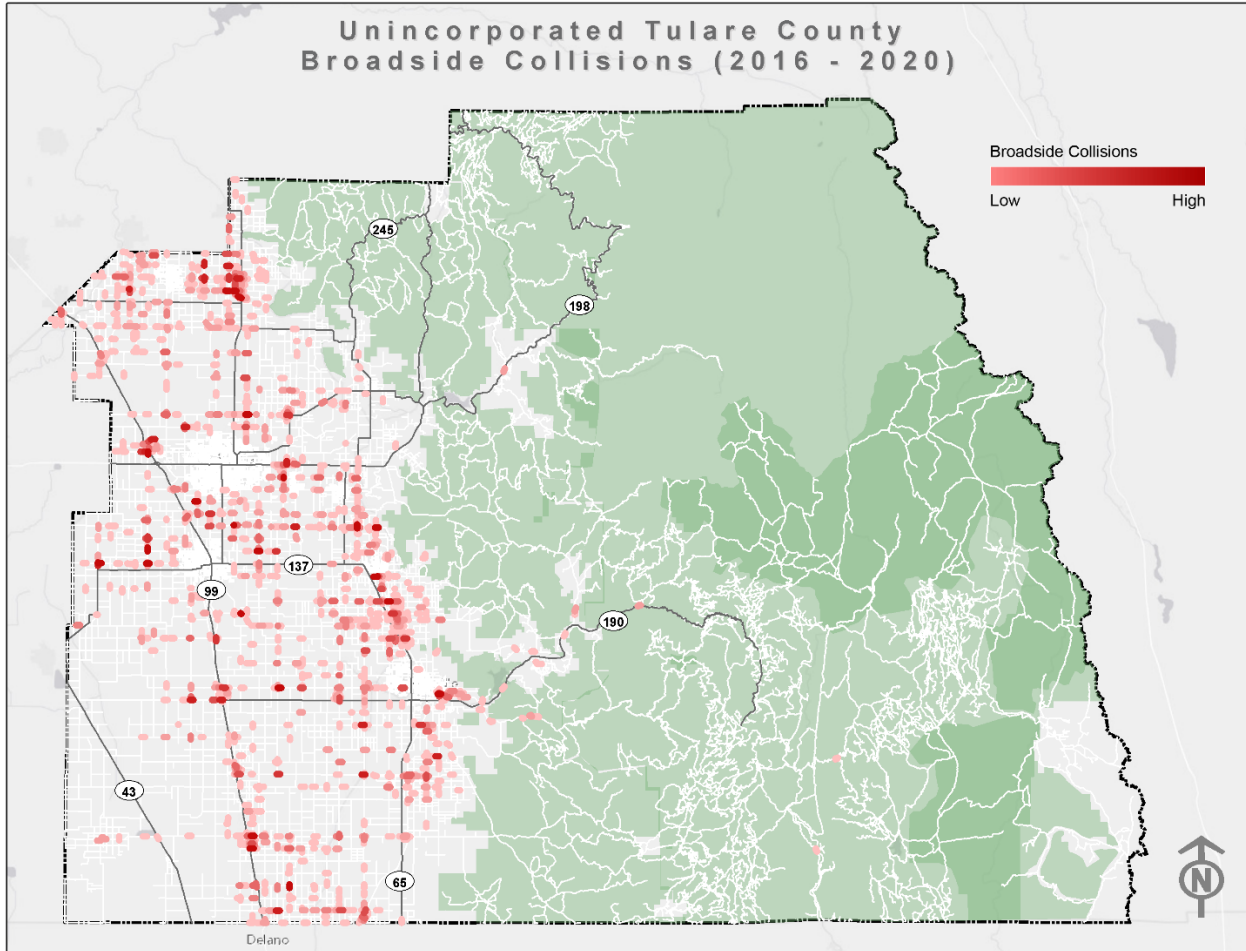 Unincorporated Tulare County
Broadside Collisions (2016 - 2020)
Broadside Collisions
Low High
245
198
137
99
190
43
65
N
Delano